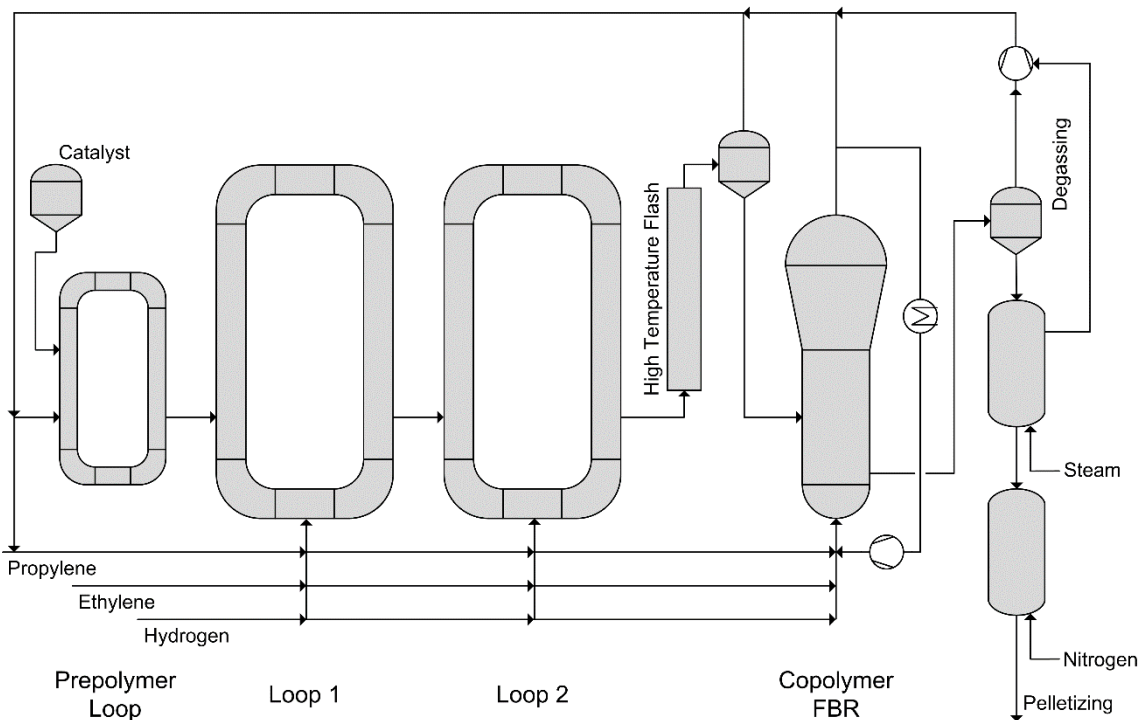 Catalyst
High Temperature Flash
Degassing
Steam
Propylene
Ethylene
Hydrogen
Nitrogen
Pelletizing
Prepolymer
Loop
Loop 1
Loop 2
Copolymer
FBR